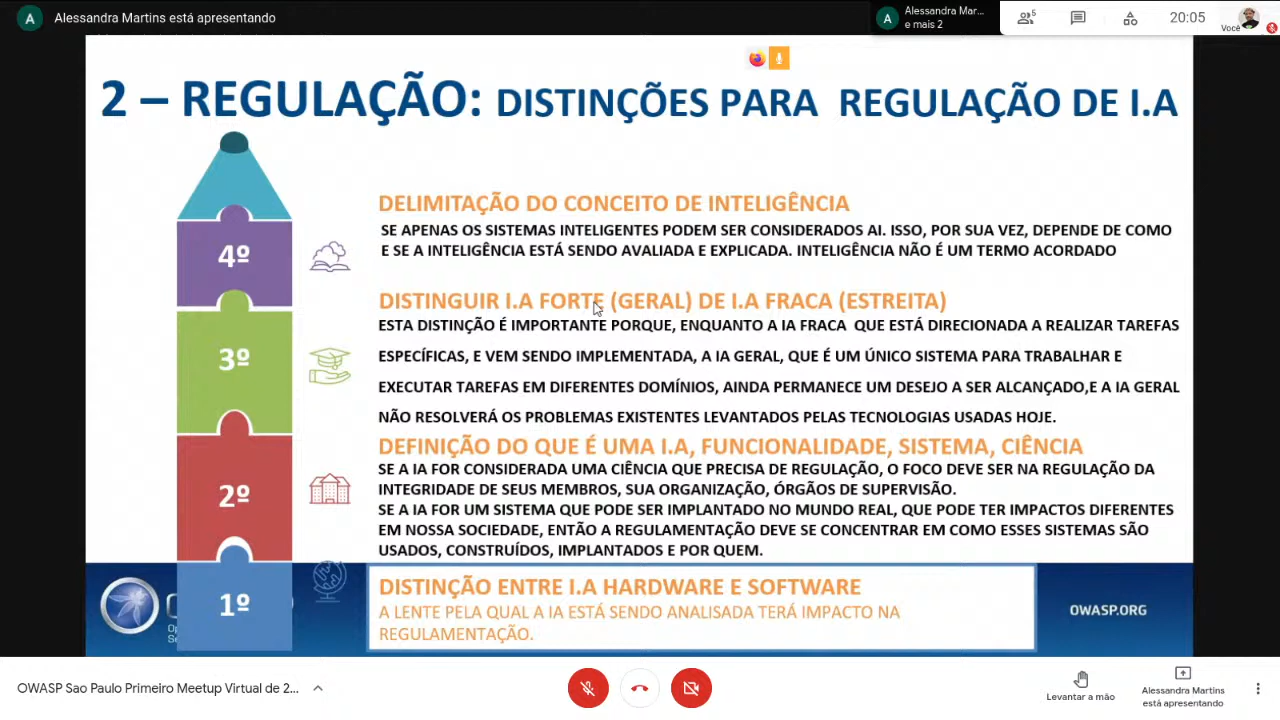 A Alessandra Martins está apresentando
A Alessandra Mar...
e mais 2
5
20:05
Você
2 – REGULAÇÃO: DISTINÇÕES PARA REGULAÇÃO DE I.A
DELIMITAÇÃO DO CONCEITO DE INTELIGÊNCIA
SE APENAS OS SISTEMAS INTELIGENTES PODEM SER CONSIDERADOS AI. ISSO, POR SUA VEZ, DEPENDE DE COMO
E SE A INTELIGÊNCIA ESTÁ SENDO AVALIADA E EXPLICADA. INTELIGÊNCIA NÃO É UM TERMO ACORDADO
4º
DISTINGUIR I.A FORTE (GERAL) DE I.A FRACA (ESTREITA)
ESTA DISTINÇÃO É IMPORTANTE PORQUE, ENQUANTO A IA FRACA QUE ESTÁ DIRECIONADA A REALIZAR TAREFAS
ESPECÍFICAS, E VEM SENDO IMPLEMENTADA, A IA GERAL, QUE É UM ÚNICO SISTEMA PARA TRABALHAR E
EXECUTAR TAREFAS EM DIFERENTES DOMÍNIOS, AINDA PERMANECE UM DESEJO A SER ALCANÇADO,E A IA GERAL
NÃO RESOLVERÁ OS PROBLEMAS EXISTENTES LEVANTADOS PELAS TECNOLOGIAS USADAS HOJE.
3º
DEFINIÇÃO DO QUE É UMA I.A, FUNCIONALIDADE, SISTEMA, CIÊNCIA
SE A IA FOR CONSIDERADA UMA CIÊNCIA QUE PRECISA DE REGULAÇÃO, O FOCO DEVE SER NA REGULAÇÃO DA
INTEGRIDADE DE SEUS MEMBROS, SUA ORGANIZAÇÃO, ÓRGÃOS DE SUPERVISÃO.
SE A IA FOR UM SISTEMA QUE PODE SER IMPLANTADO NO MUNDO REAL, QUE PODE TER IMPACTOS DIFERENTES
EM NOSSA SOCIEDADE, ENTÃO A REGULAMENTAÇÃO DEVE SE CONCENTRAR EM COMO ESSES SISTEMAS SÃO
USADOS, CONSTRUÍDOS, IMPLANTADOS E POR QUEM.
2º
DISTINÇÃO ENTRE I.A HARDWARE E SOFTWARE
A LENTE PELA QUAL A IA ESTÁ SENDO ANALISADA TERÁ IMPACTO NA
REGULAMENTAÇÃO.
1º
OWASP.ORG
OWASP Sao Paulo Primeiro Meetup Virtual de 2...
Levantar a mão
Alessandra Martins
está apresentando